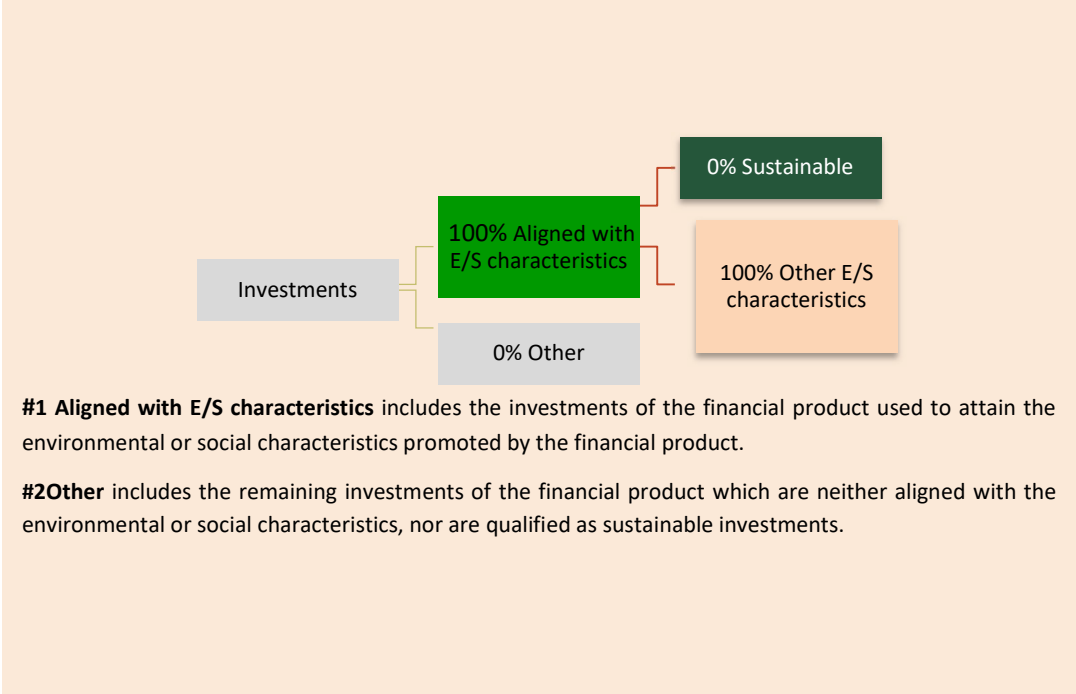 0% Sustainable
100% Aligned with
E/S characteristics
100% Other E/S
characteristics
Investments
0% Other
#1 Aligned with E/S characteristics includes the investments of the financial product used to attain the
environmental or social characteristics promoted by the financial product.
#2Other includes the remaining investments of the financial product which are neither aligned with the
environmental or social characteristics, nor are qualified as sustainable investments.